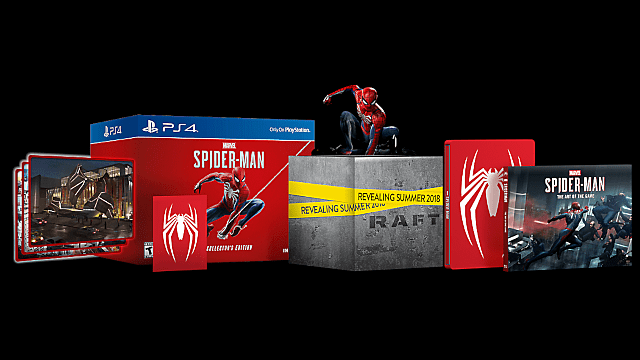 PS4
Only On PlayStation
MARVEL
SPIDER-MAN
COLLECTOR'S EDITION
REVEALING SUMMER 2018
REVEALING SUMMER 2018
RAFT
MARVEL
SPIDER-MAN
THE ART OF THE GAME